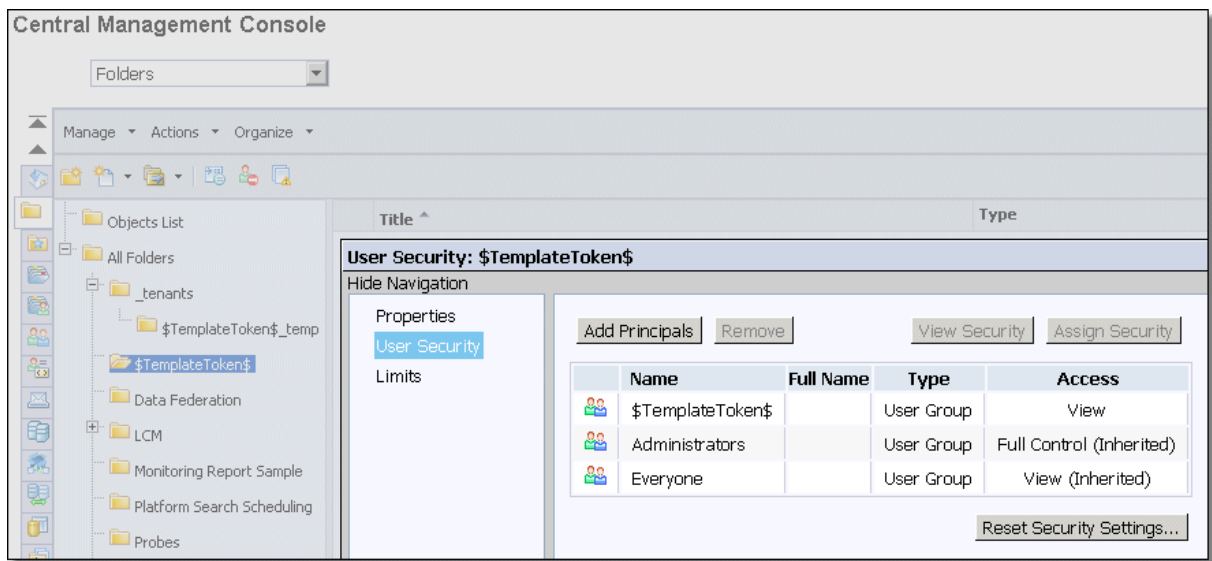 Central Management Console
Folders
Manage Actions Organize
Objects List
Title Type
All Folders
_tenants
$TemplateToken$_temp
$TemplateToken$
Data Federation
LCM
Monitoring Report Sample
Platform Search Scheduling
Probes
User Security: $TemplateToken$
Hide Navigation
Properties
User Security
Limits
Add Principals Remove View Security Assign Security
Name Full Name Type Access
$TemplateToken$ User Group View
Administrators User Group Full Control (Inherited)
Everyone User Group View (Inherited)
Reset Security Settings...